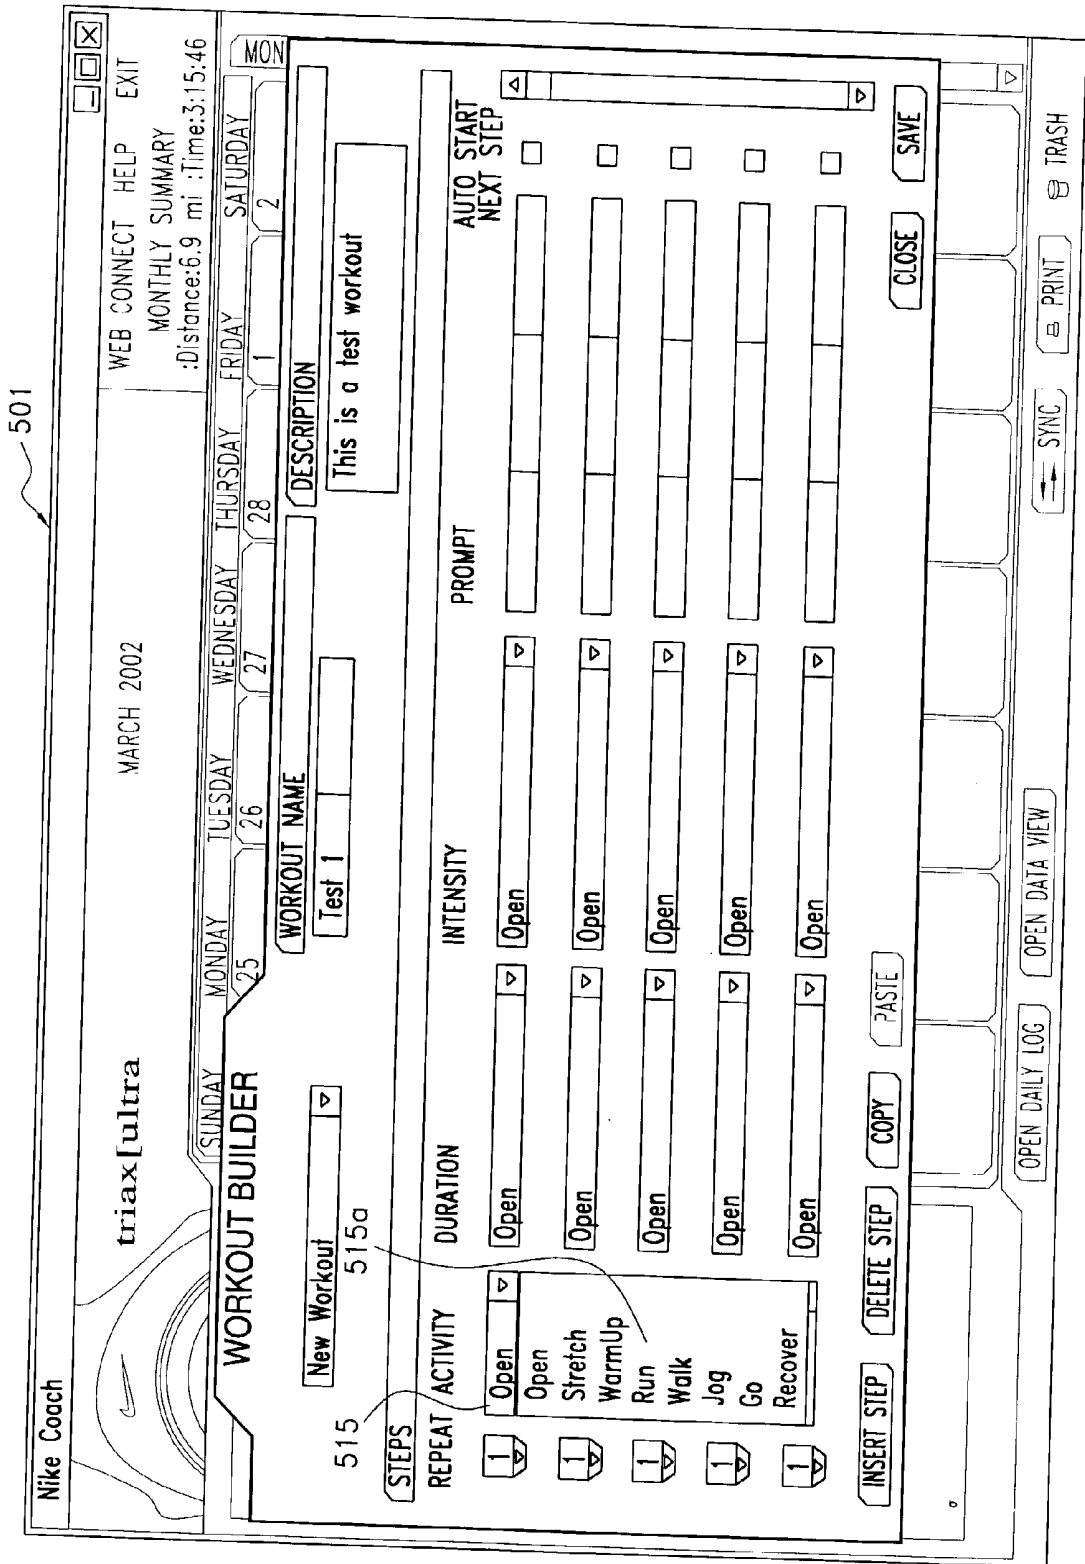 501
Nike Coach
triax[ultra
MARCH 2002
WEB CONNECT HELP EXIT
MONTHLY SUMMARY
:Distance:6.9 mi :Time:3:15:46
SUNDAY MONDAY TUESDAY WEDNESDAY THURSDAY FRIDAY SATURDAY
25 26 27 28 1 2
MON
WORKOUT BUILDER
WORKOUT NAME
DESCRIPTION
New Workout
Test 1
This is a test workout
515
515a
STEPS
REPEAT ACTIVITY DURATION INTENSITY PROMPT AUTO START
NEXT STEP
1 Open Open Open
Open
Stretch
1 Open Open
WarmUp
Run
1 Open Open
Walk
Jog
1 Open Open
Go
Recover
1 Open Open
INSERT STEP DELETE STEP COPY PASTE CLOSE SAVE
OPEN DAILY LOG OPEN DATA VIEW SYNC PRINT TRASH